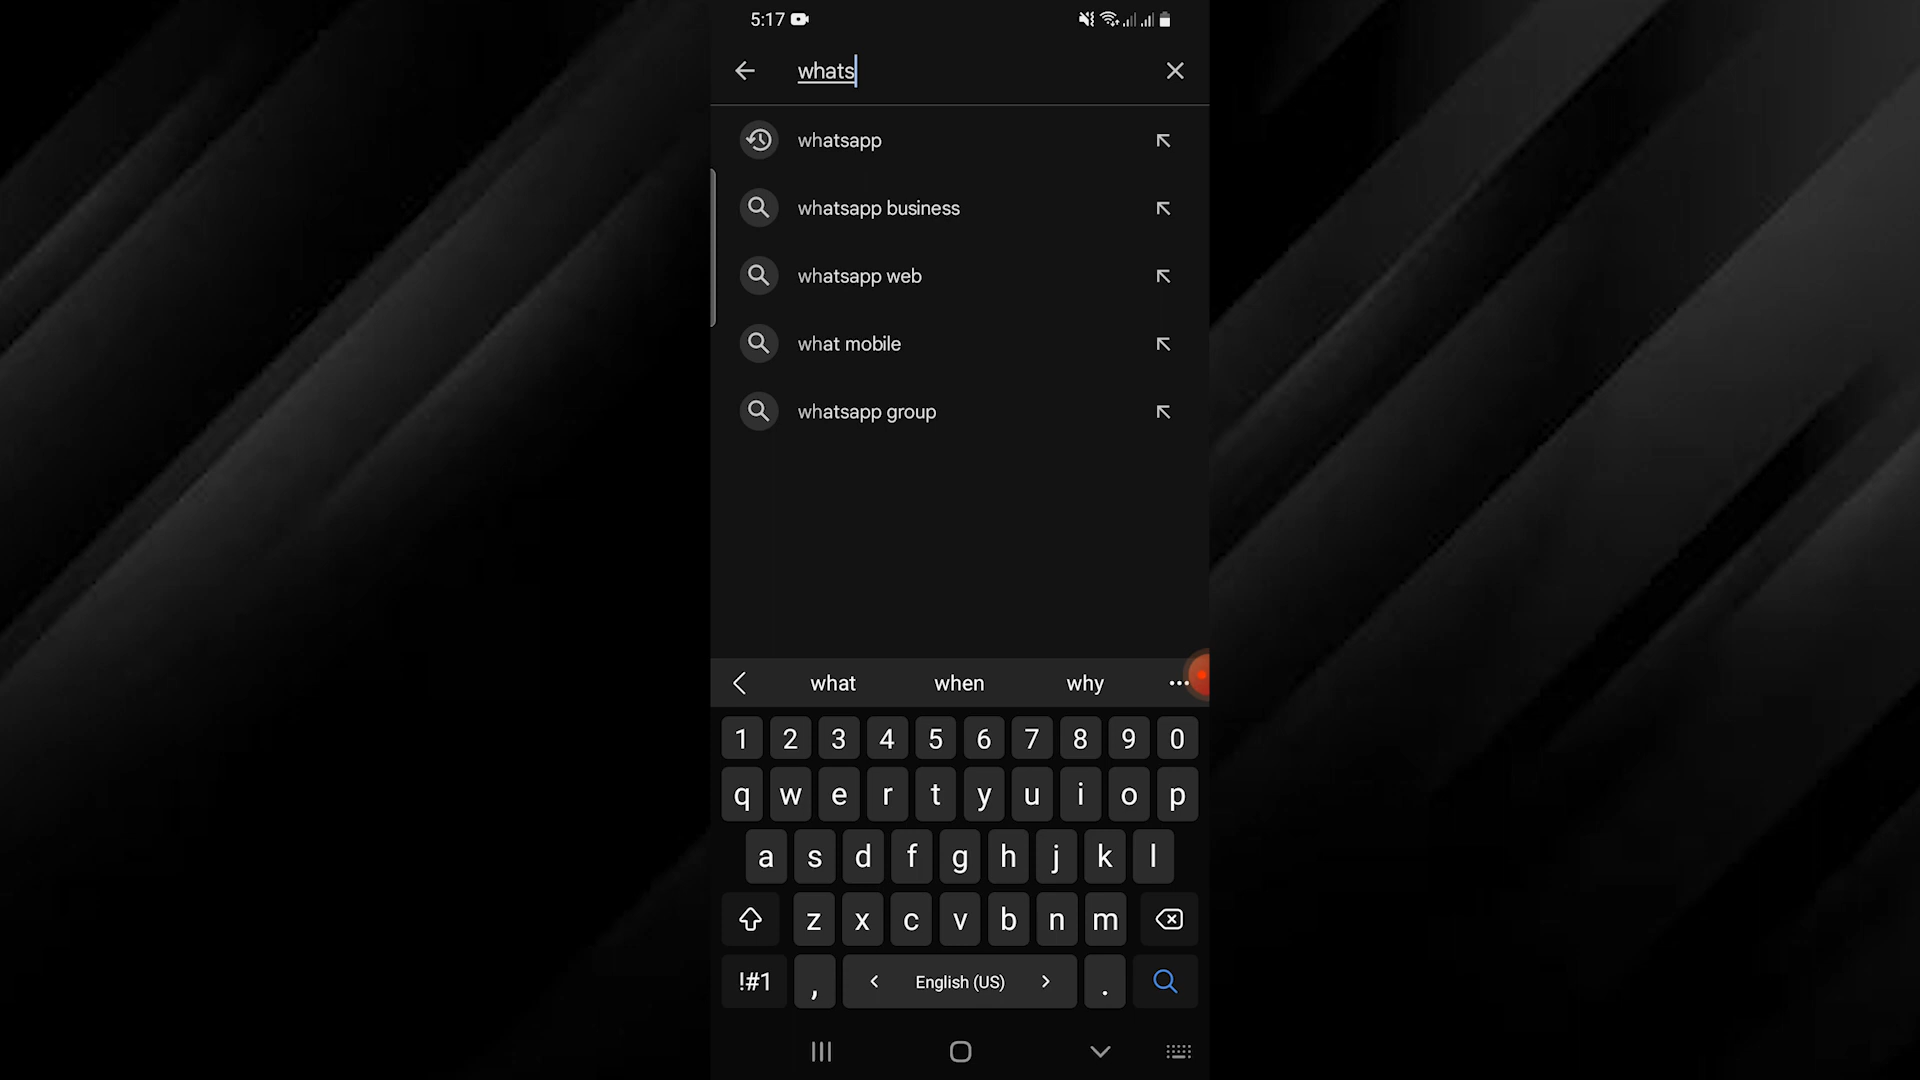 5:17
whats
whatsapp
whatsapp business
whatsapp web
what mobile
whatsapp group
what when why
1 2 3 4 5 6 7 8 9 0
q w e r t y u i o p
a s d f g h j k l
z x c v b n m
!#1 , < English (US) > .